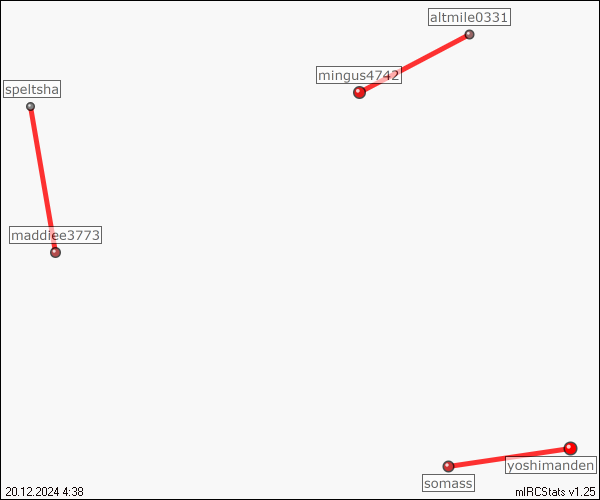 altmile0331
mingus4742
speltsha
maddiee3773
yoshimanden
somass
20.12.2024 4:38
mIRCStats v1.25